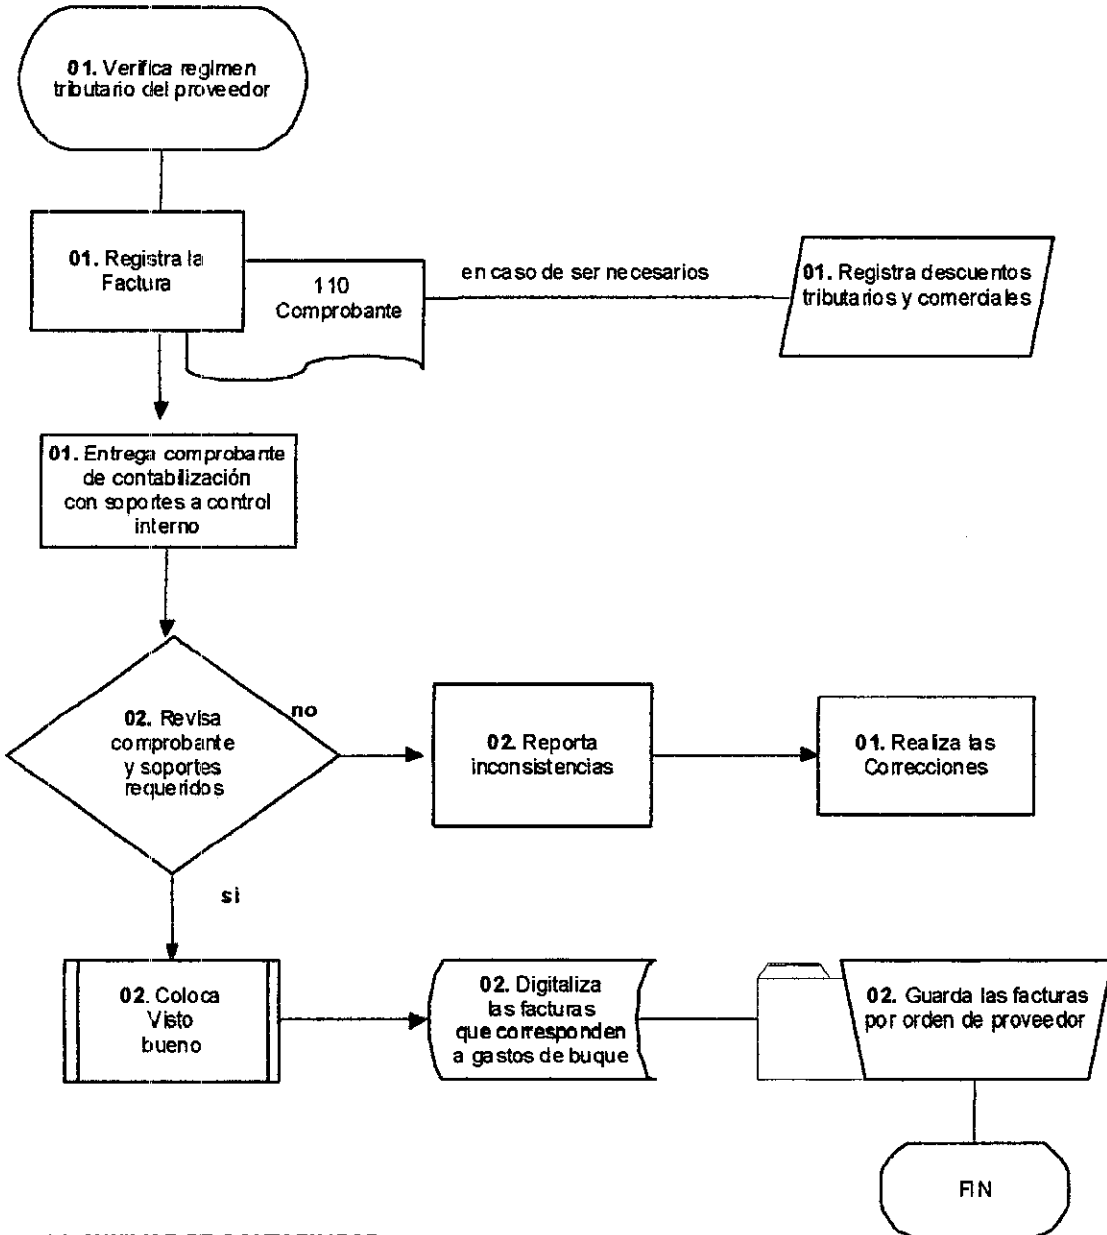 01. Verifica regimen
tributario del proveedor
01. Registra la
Factura
110
Comprobante
en caso de ser necesarios
01. Registra descuentos
tributarios y comerciales
01. Entrega comprobante
de contabilización
con soportes a control
interno
02. Revisa
comprobante
y soportes
requeridos
no
02. Reporta
inconsistencias
01. Realiza las
Correcciones
si
02. Coloca
Visto
bueno
02. Digitaliza
las facturas
que corresponden
a gastos de buque
02. Guarda las facturas
por orden de proveedor
FIN